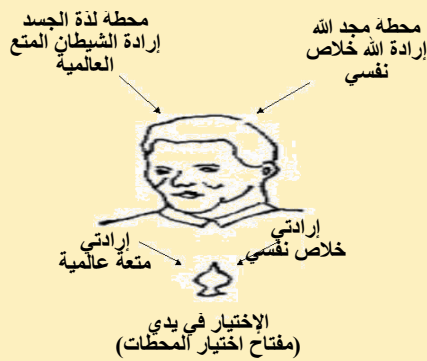 محطة مجد الله
إرادة الله خلاص
نفسي
محطة لذة الجسد
إرادة الشيطان المتع
العالمية
إرادتي
خلاص نفسي
إرادتي
متعة عالمية
الإختيار في يدي
(مفتاح اختيار المحطات)